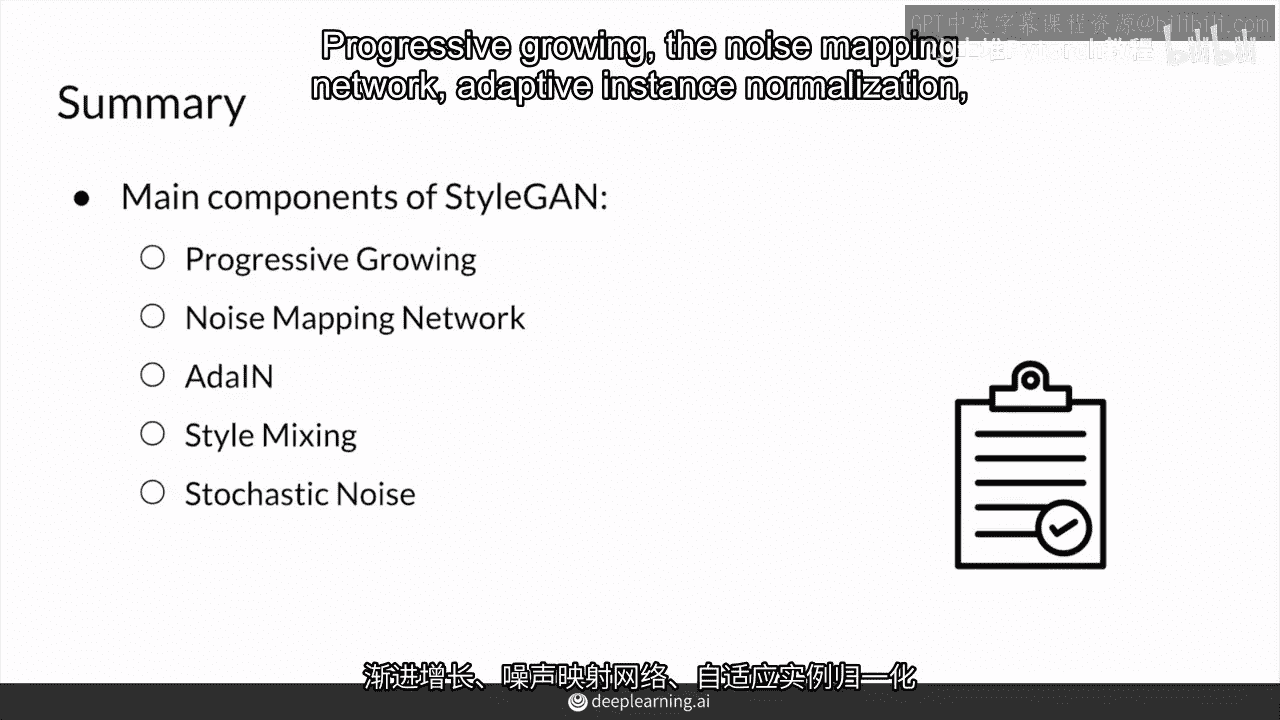 GPT中英字幕课程资源@bilibili.com
Progressive growing, the noise mapping
network, adaptive instance normalization,
Summary
● Main components of StyleGAN:
○ Progressive Growing
○ Noise Mapping Network
○ AdaIN
○ Style Mixing
○ Stochastic Noise
渐进增长、噪声映射网络、自适应实例归一化
deeplearning.ai